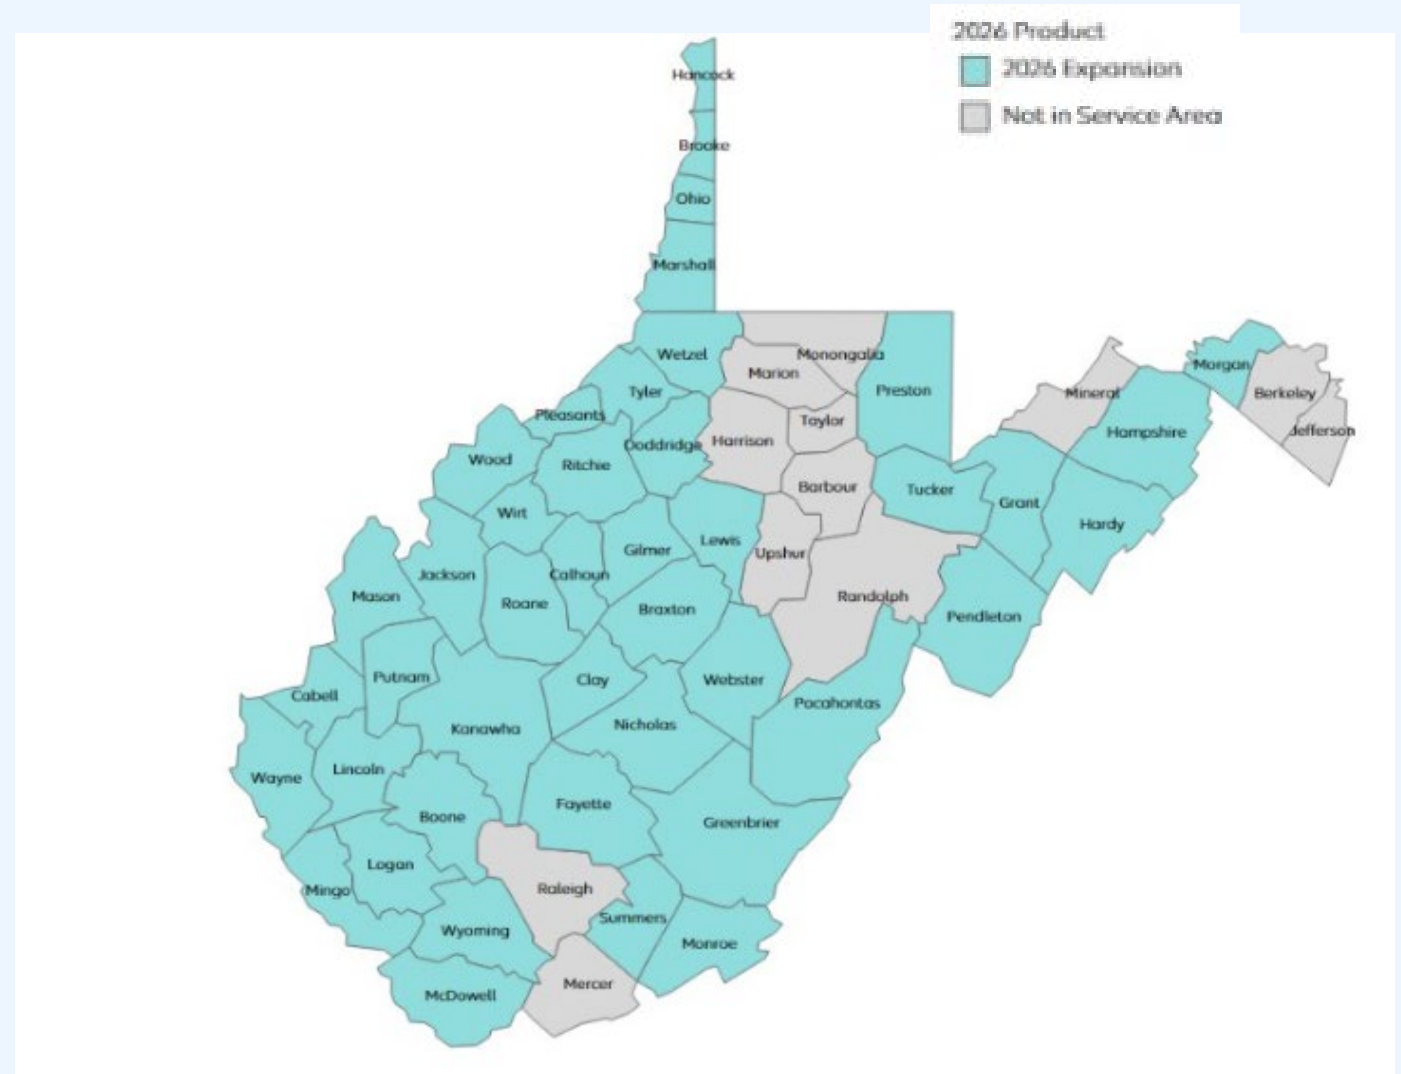 2026 Product
2026 Expansion
Not in Service Area
Hancock
Brooke
Ohio
Marshall
Wetzel
Monongalia
Marion
Preston
Tyler
Pleasants
Doddridge
Harrison
Taylor
Mineral
Morgan
Berkeley
Jefferson
Hampshire
Wood
Ritchie
Barbour
Tucker
Grant
Hardy
Wirt
Gilmer
Lewis
Upshur
Jackson
Calhoun
Mason
Roane
Braxton
Randolph
Pendleton
Putnam
Clay
Webster
Cabell
Pocahontas
Kanawha
Nicholas
Wayne
Lincoln
Boone
Fayette
Greenbrier
Logan
Mingo
Raleigh
Summers
Wyoming
Monroe
Mercer
McDowell